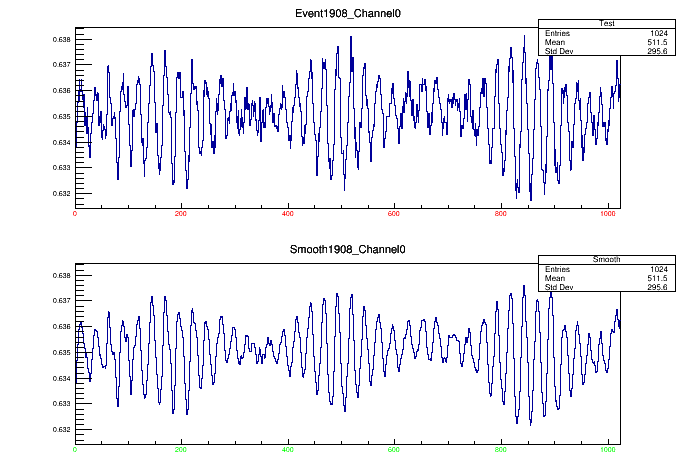 Event1908_Channel0
Test
Entries 1024
Mean 511.5
Std Dev 295.6
0.638
0.637
0.636
0.635
0.634
0.633
0.632
0 200 400 600 800 1000
Smooth1908_Channel0
Smooth
Entries 1024
Mean 511.5
Std Dev 295.6
0.638
0.637
0.636
0.635
0.634
0.633
0.632
0 200 400 600 800 1000